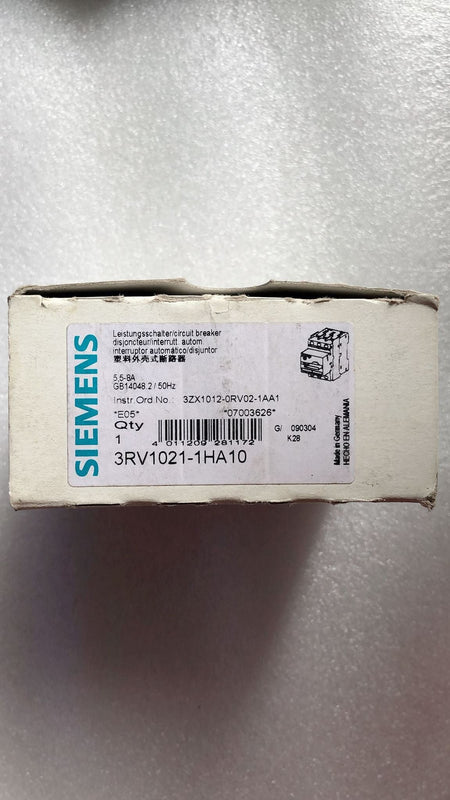 SIEMENS
Leistungsschalter/circuit breaker
disjoncteur/interrutt. autom
interruptor automático/disjuntor
塑料外壳式断路器
5,5-8A
GB14048.2 / 50Hz
Instr.Ord No.: 3ZX1012-0RV02-1AA1
*E05* *07003626*
Qty
1
4 011209 281172
G/ 090304
K28
3RV1021-1HA10
Made in Germany
HECHO EN ALEMANIA